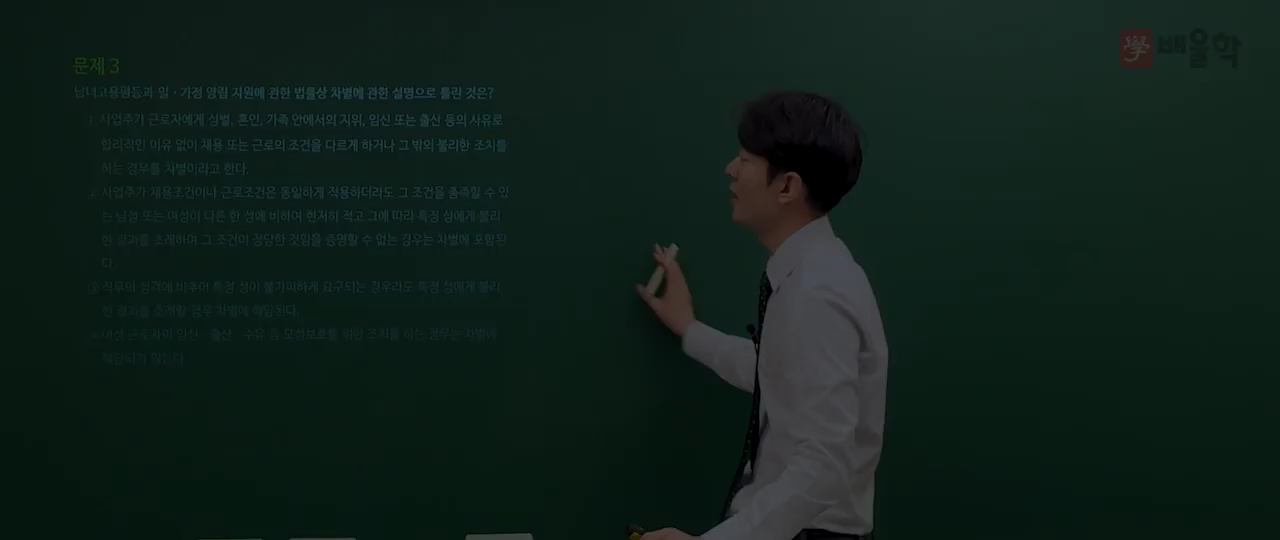 배울학
문제 3
남녀고용평등과 일·가정 양립 지원에 관한 법률상 차별에 관한 설명으로 틀린 것은?
① 사업주가 근로자에게 성별, 혼인, 가족 안에서의 지위, 임신 또는 출산 등의 사유로
합리적인 이유 없이 채용 또는 근로의 조건을 다르게 하거나 그 밖의 불리한 조치를
하는 경우를 차별이라고 한다.
② 사업주가 채용조건이나 근로조건은 동일하게 적용하더라도 그 조건을 충족할 수 있
는 남성 또는 여성이 다른 한 성에 비하여 현저히 적고 그에 따라 특정 성에게 불리
한 결과를 초래하며 그 조건이 정당한 것임을 증명할 수 없는 경우는 차별에 포함된
다.
③ 직무의 성격에 비추어 특정 성이 불가피하게 요구되는 경우라도 특정 성에게 불리
한 결과를 초래할 경우 차별에 해당된다.
④ 여성 근로자의 임신·출산·수유 등 모성보호를 위한 조치를 하는 경우는 차별에
해당되지 않는다.